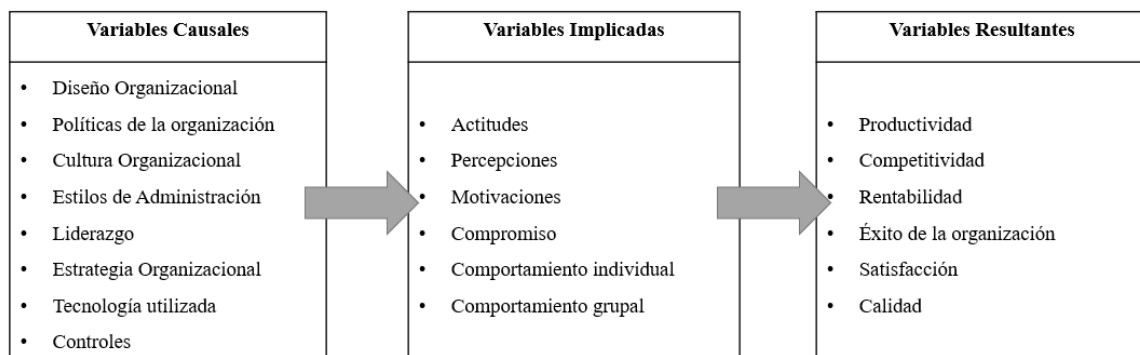 Variables Causales
• Diseño Organizacional
• Políticas de la organización
• Cultura Organizacional
• Estilos de Administración
• Liderazgo
• Estrategia Organizacional
• Tecnología utilizada
• Controles
Variables Implicadas
• Actitudes
• Percepciones
• Motivaciones
• Compromiso
• Comportamiento individual
• Comportamiento grupal
Variables Resultantes
• Productividad
• Competitividad
• Rentabilidad
• Éxito de la organización
• Satisfacción
• Calidad